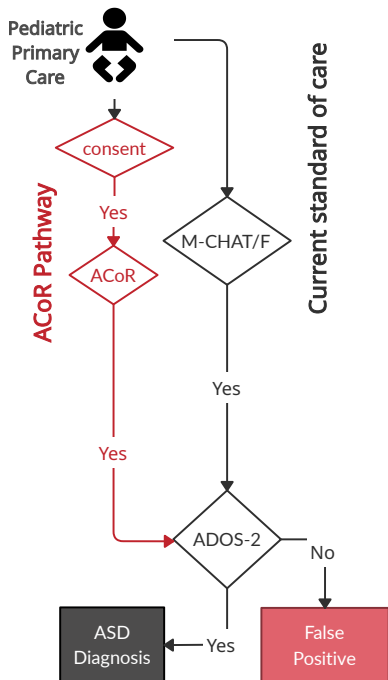 Pediatric
Primary
Care
consent
Yes
ACoR
ACoR Pathway
Yes
M-CHAT/F
Current standard of care
Yes
ADOS-2
No
Yes
ASD
Diagnosis
False
Positive